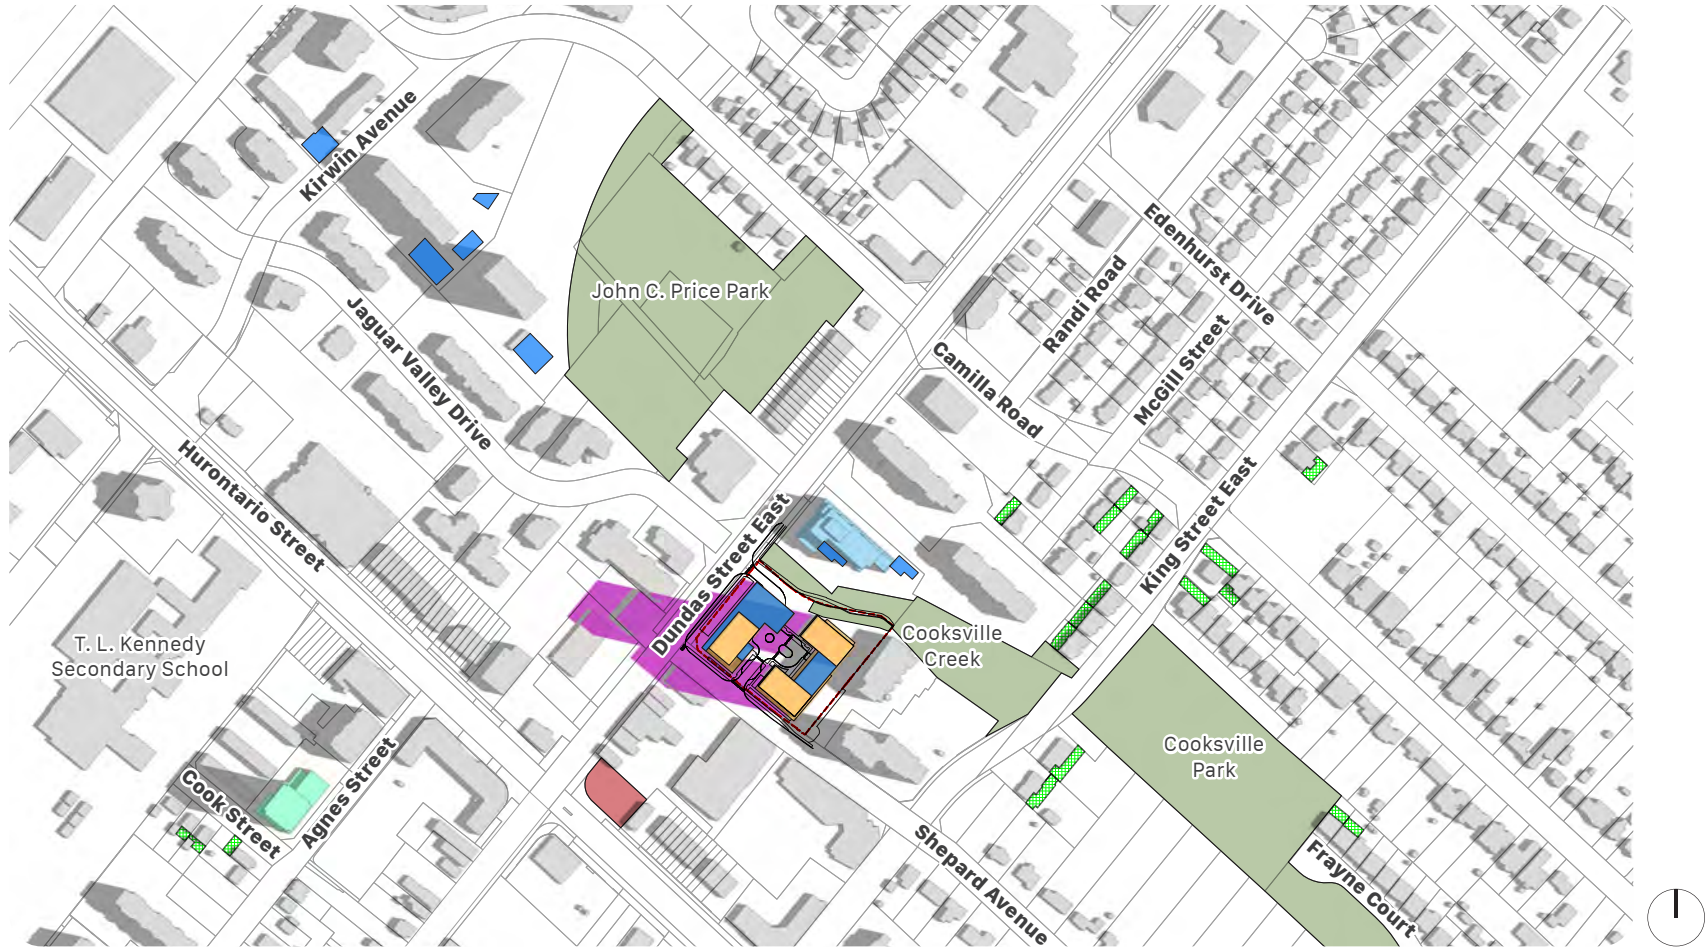 Kirwin Avenue
Edenhurst Drive
John C. Price Park
Randi Road
Jaguar Valley Drive
McGill Street
Camilla Road
Hurontario Street
King Street East
Dundas Street East
T. L. Kennedy
Secondary School
Cooksville
Creek
Cooksville
Park
Cook Street
Agnes Street
Shepard Avenue
Frayne Court